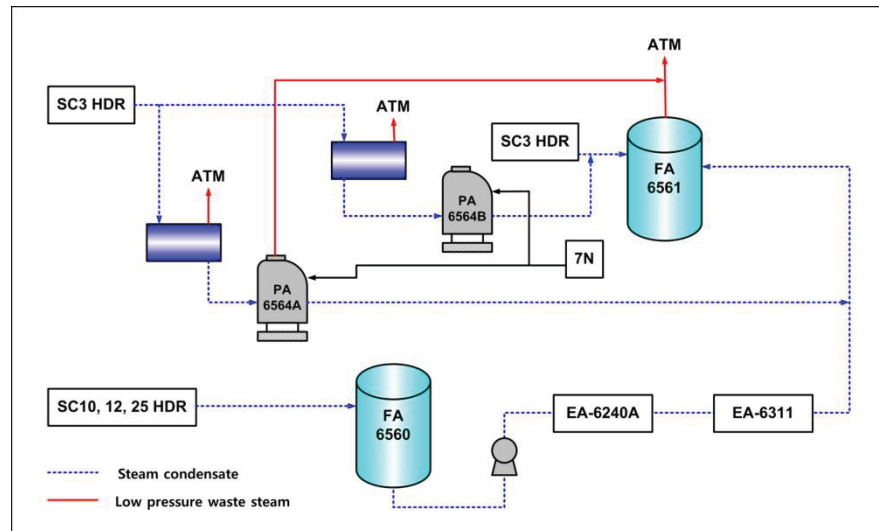 ATM
SC3 HDR
ATM
SC3 HDR
FA
6561
ATM
PA
6564B
7N
PA
6564A
SC10, 12, 25 HDR
FA
6560
EA-6240A
EA-6311
Steam condensate
Low pressure waste steam